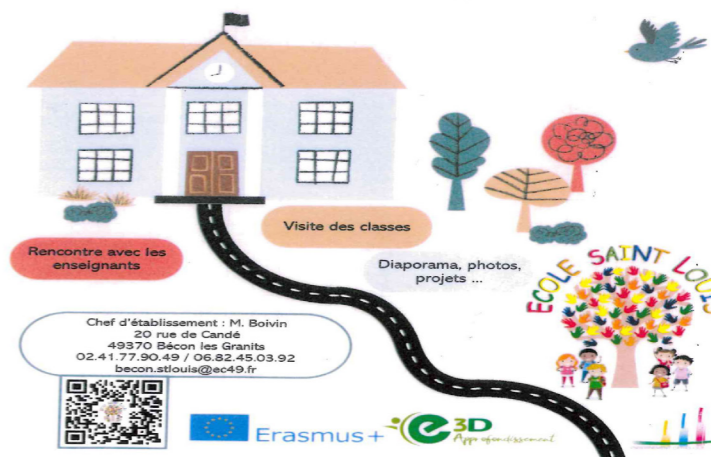 Visite des classes
Rencontre avec les
enseignants
Diaporama, photos,
projets ...
ECOLE SAINT LOUIS
Chef d'établissement : M. Boivin
20 rue de Candé
49370 Bécon les Granits
02.41.77.90.49 / 06.82.45.03.92
becon.stlouis@ec49.fr
Erasmus+
e3D
Approfondissement